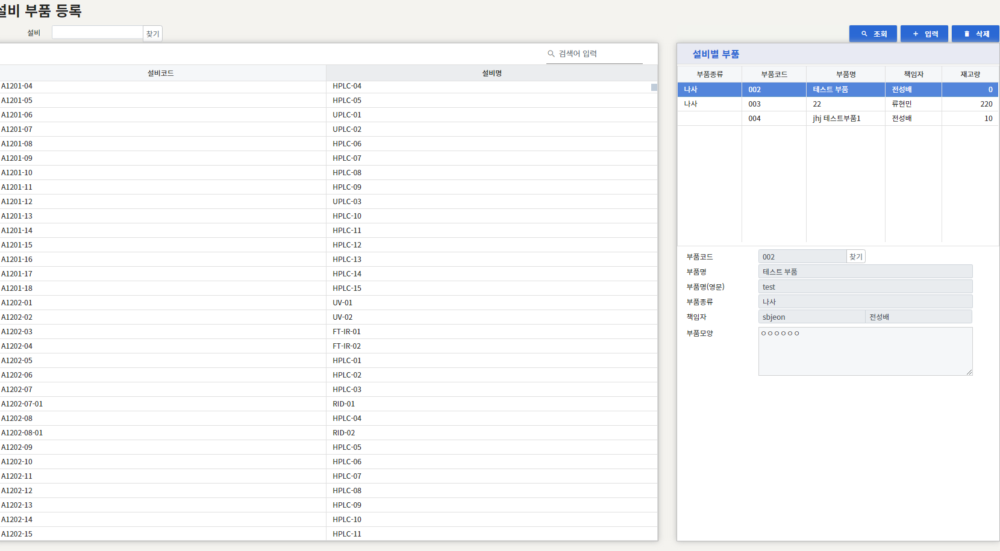 설비 부품 등록
설비 찾기
조회 입력 삭제
검색어 입력
설비코드 설비명
A1201-04 HPLC-04
A1201-05 HPLC-05
A1201-06 UPLC-01
A1201-07 UPLC-02
A1201-08 HPLC-06
A1201-09 HPLC-07
A1201-10 HPLC-08
A1201-11 HPLC-09
A1201-12 UPLC-03
A1201-13 HPLC-10
A1201-14 HPLC-11
A1201-15 HPLC-12
A1201-16 HPLC-13
A1201-17 HPLC-14
A1201-18 HPLC-15
A1202-01 UV-01
A1202-02 UV-02
A1202-03 FT-IR-01
A1202-04 FT-IR-02
A1202-05 HPLC-01
A1202-06 HPLC-02
A1202-07 HPLC-03
A1202-07-01 RID-01
A1202-08 HPLC-04
A1202-08-01 RID-02
A1202-09 HPLC-05
A1202-10 HPLC-06
A1202-11 HPLC-07
A1202-12 HPLC-08
A1202-13 HPLC-09
A1202-14 HPLC-10
A1202-15 HPLC-11
설비별 부품
부품종류 부품코드 부품명 책임자 재고량
나사 002 테스트 부품 전성배 0
나사 003 22 류현민 220
004 jhj 테스트부품1 전성배 10
부품코드 002 찾기
부품명 테스트 부품
부품명(영문) test
부품종류 나사
책임자 sbjeon 전성배
부품모양 ㅇㅇㅇㅇㅇㅇ